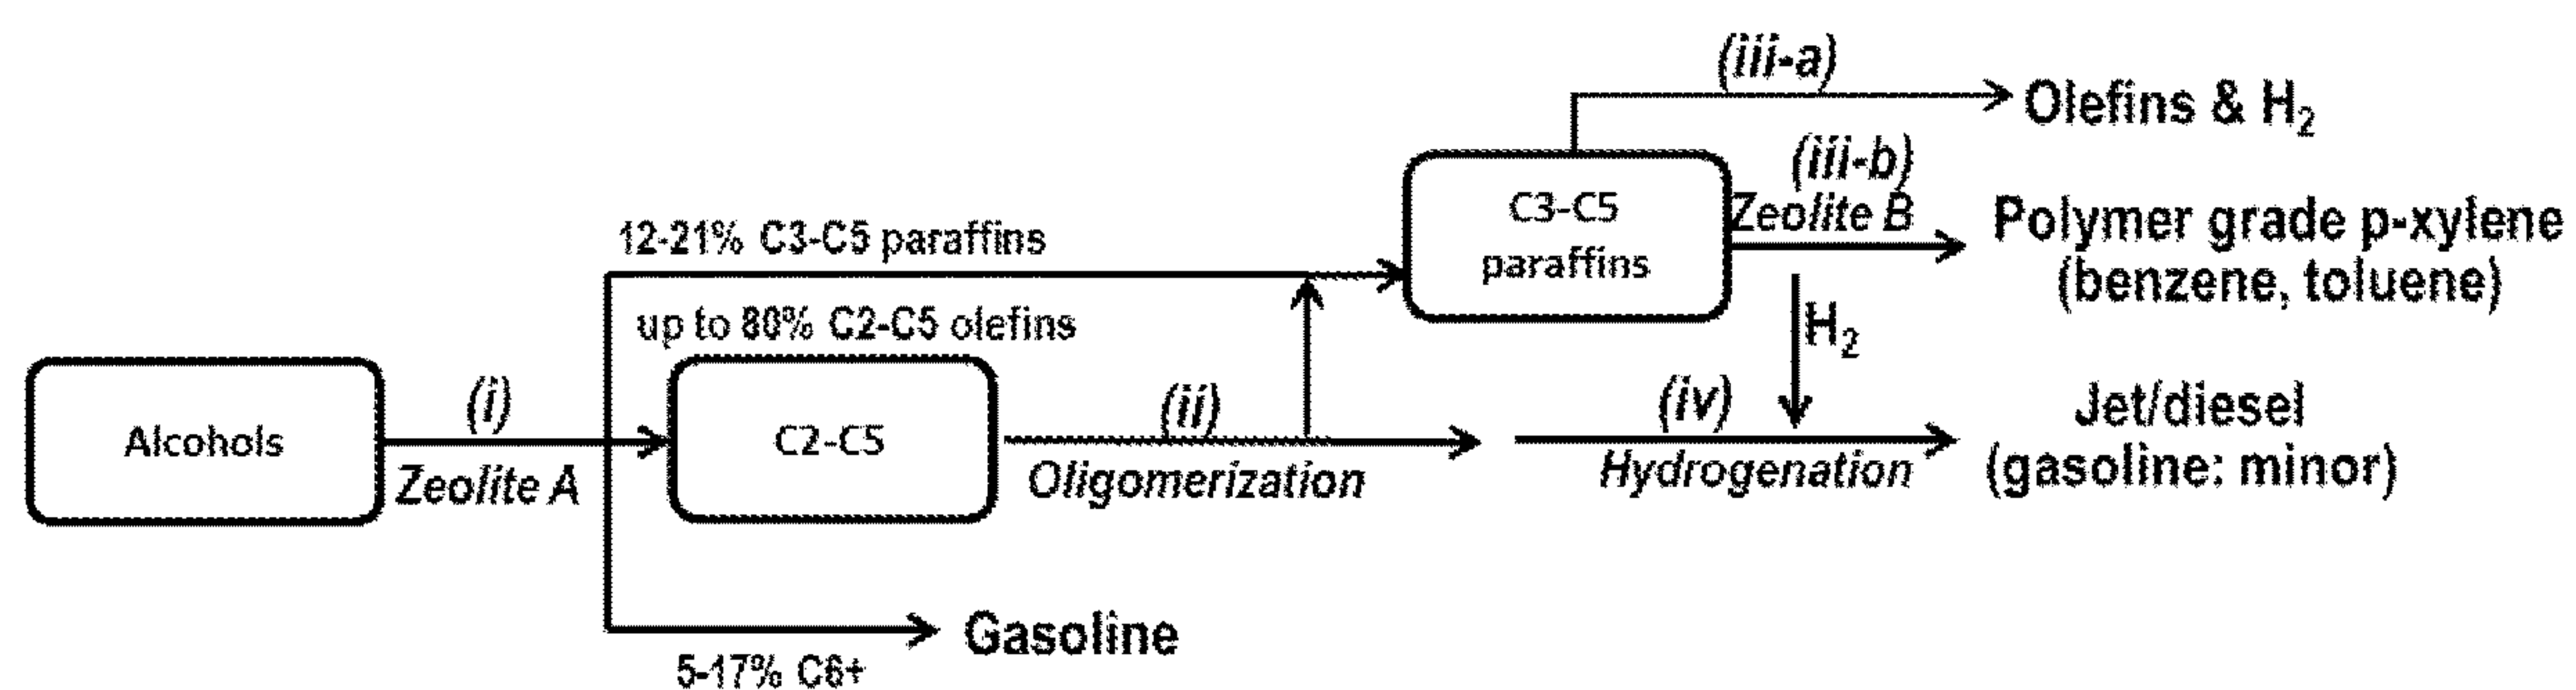 (iii-a)
Olefins & H2
(iii-b)
C3-C5
paraffins
Zeolite B
Polymer grade p-xylene
(benzene, toluene)
12-21% C3-C5 paraffins
up to 80% C2-C5 olefins
H2
Alcohols
(i)
Zeolite A
C2-C5
(ii)
Oligomerization
(iv)
Hydrogenation
Jet/diesel
(gasoline: minor)
Gasoline
5-17% C6+